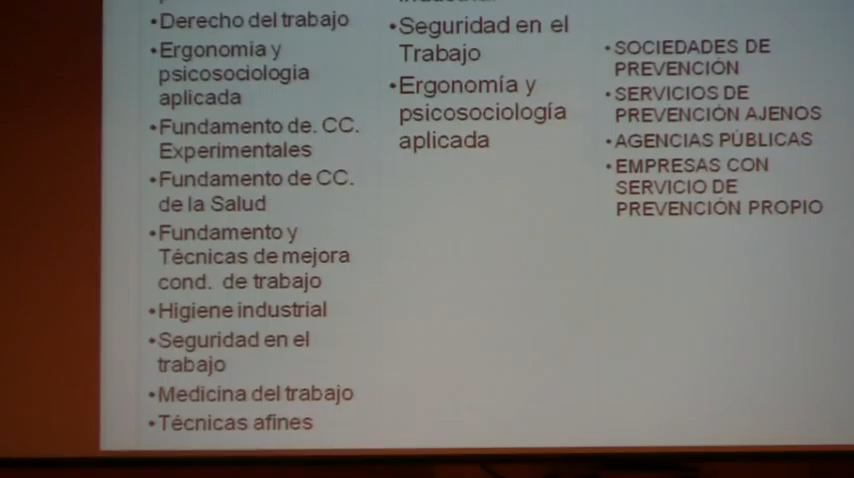 •Derecho del trabajo
•Ergonomía y
psicosociología
aplicada
•Fundamento de. CC.
Experimentales
•Fundamento de CC.
de la Salud
•Fundamento y
Técnicas de mejora
cond. de trabajo
•Higiene industrial
•Seguridad en el
trabajo
•Medicina del trabajo
•Técnicas afines
•Seguridad en el
Trabajo
•Ergonomía y
psicosociología
aplicada
•SOCIEDADES DE
PREVENCIÓN
•SERVICIOS DE
PREVENCIÓN AJENOS
•AGENCIAS PÚBLICAS
•EMPRESAS CON
SERVICIO DE
PREVENCIÓN PROPIO